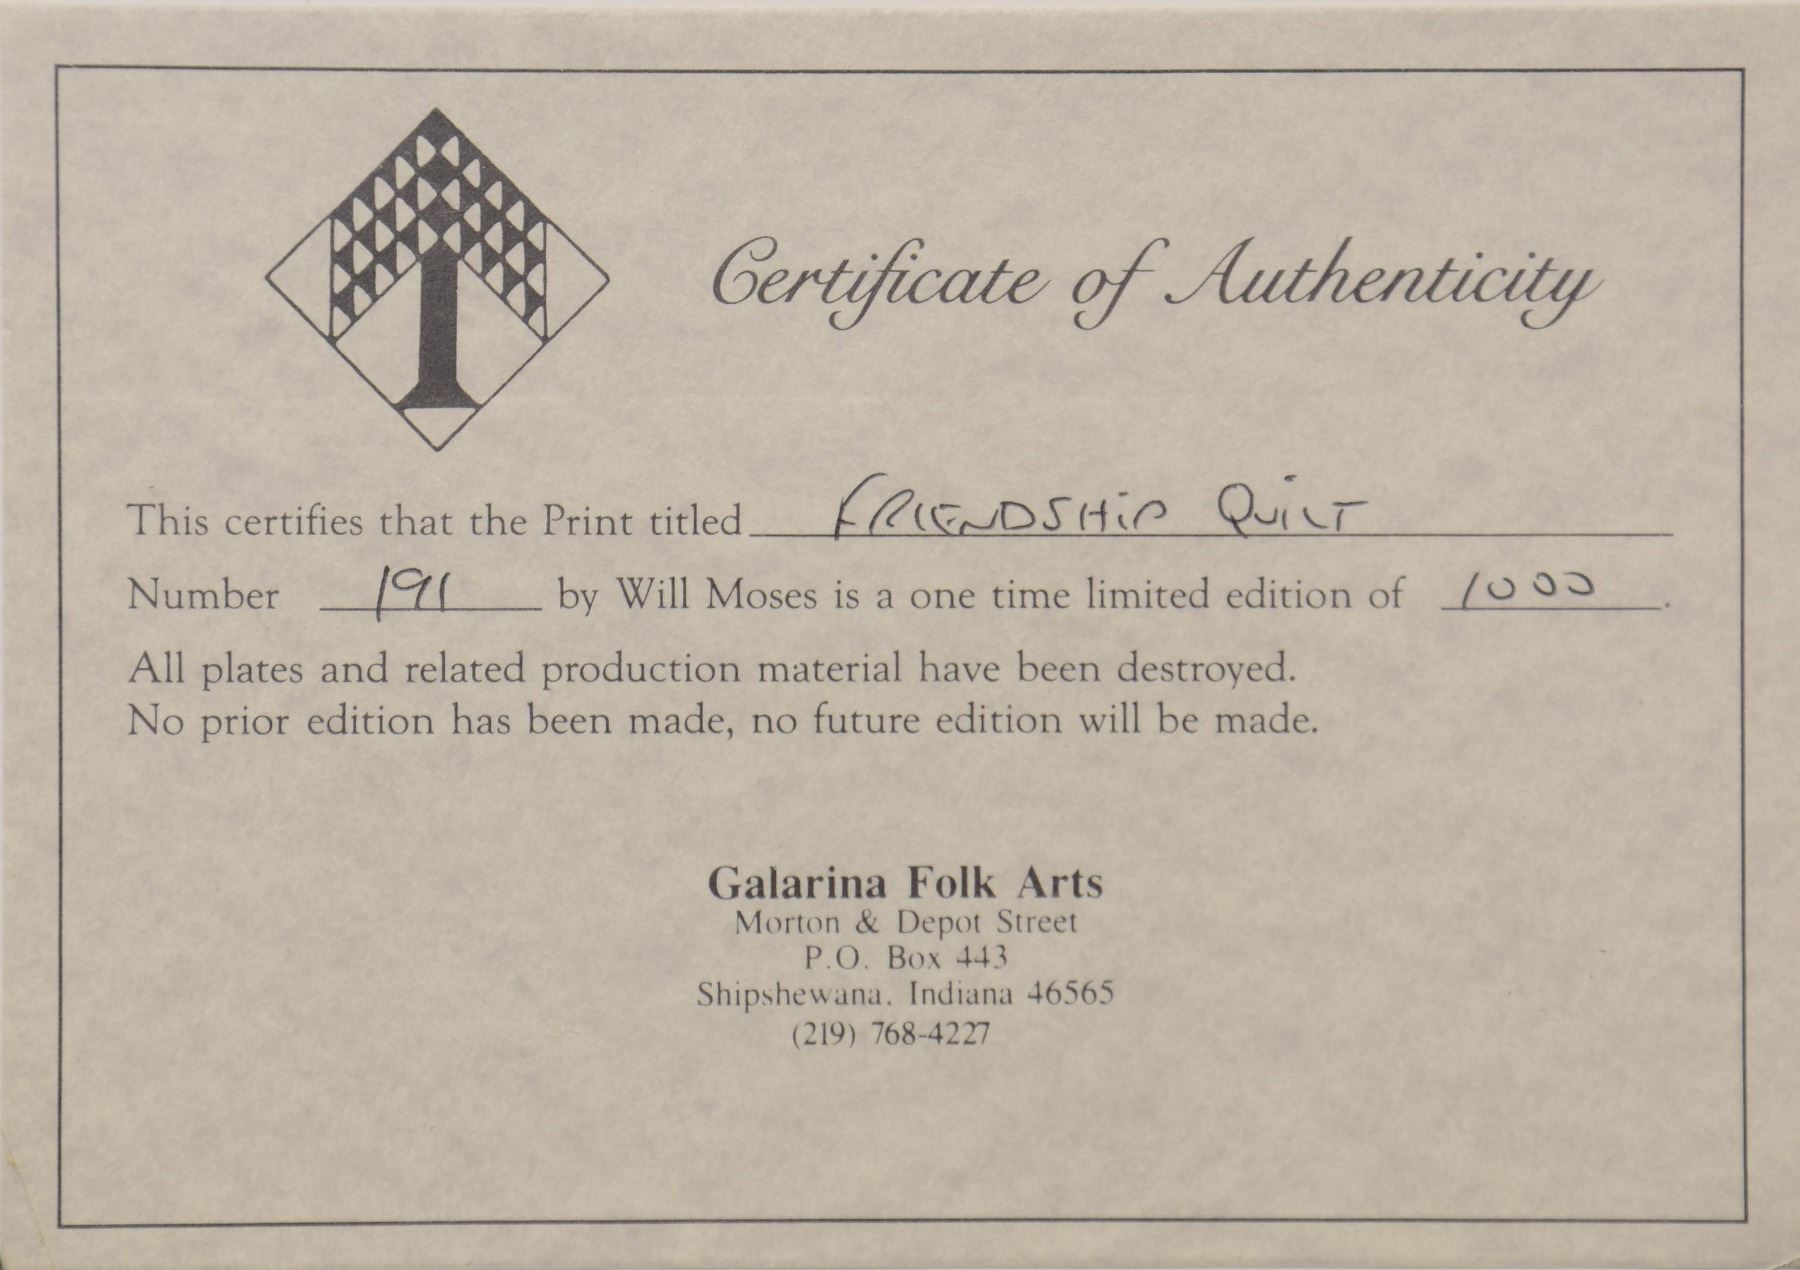 Certificate of Authenticity
This certifies that the Print titled FRIENDSHIP QUILT
Number 191 by Will Moses is a one time limited edition of 1000.
All plates and related production material have been destroyed.
No prior edition has been made, no future edition will be made.
Galarina Folk Arts
Morton & Depot Street
P.O. Box 443
Shipshewana, Indiana 46565
(219) 768-4227